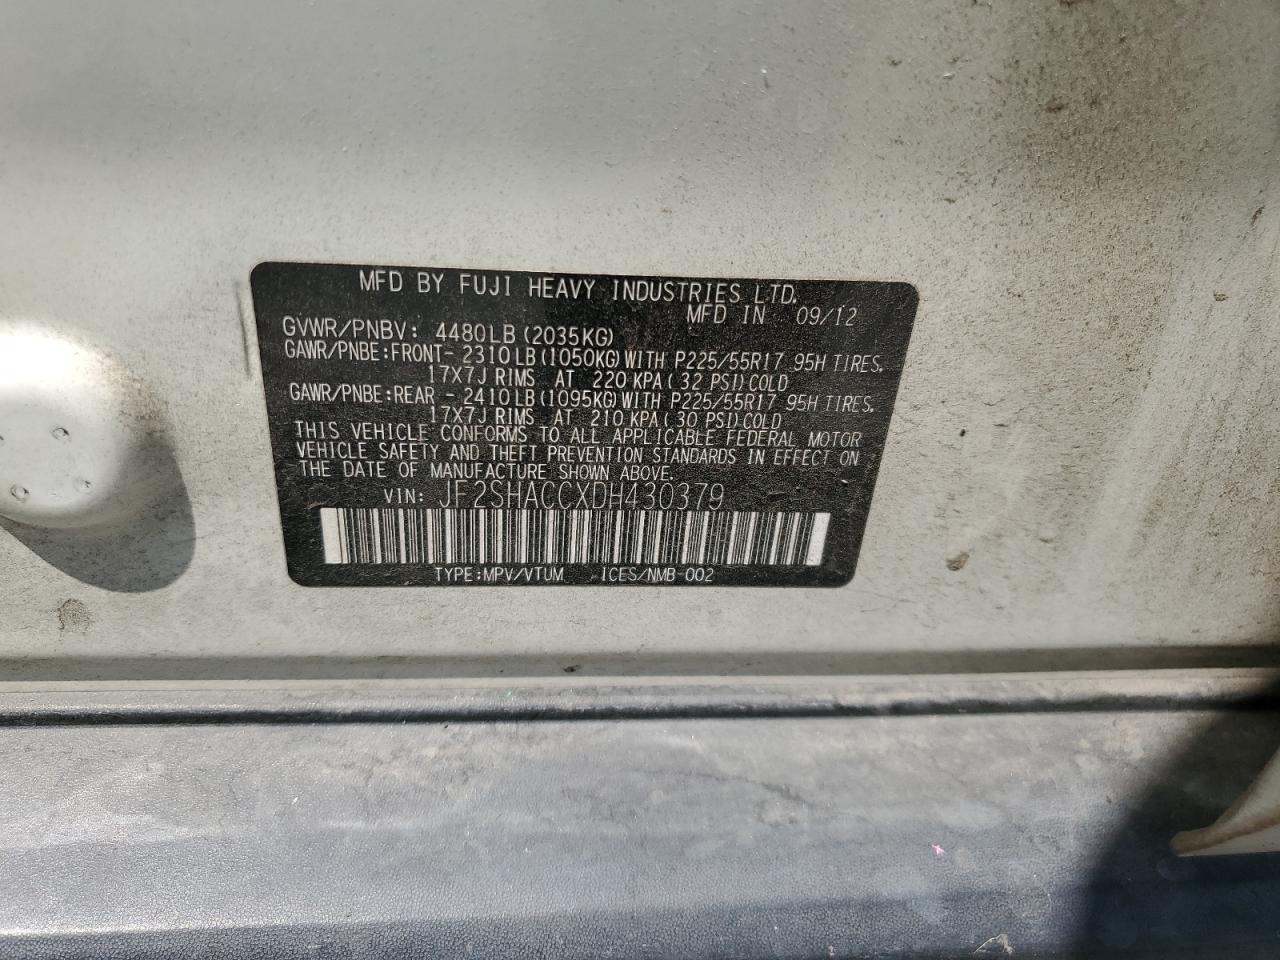 MFD BY FUJI HEAVY INDUSTRIES LTD.
MFD IN 09/12
GVWR/PNBV: 4480LB(2035KG)
GAWR/PNBE:FRONT- 2310LB(1050KG)WITH P225/55R17 95H TIRES.
17X7J RIMS AT 220 KPA(32 PSI)COLD
GAWR/PNBE:REAR - 2410LB(1095KG)WITH P225/55R17 95H TIRES.
17X7J RIMS AT 210 KPA(30 PSI)COLD
THIS VEHICLE CONFORMS TO ALL APPLICABLE FEDERAL MOTOR
VEHICLE SAFETY AND THEFT PREVENTION STANDARDS IN EFFECT ON
THE DATE OF MANUFACTURE SHOWN ABOVE.
VIN: JF2SHACCXDH430379
TYPE:MPV/VTUM ICES/NMB-002